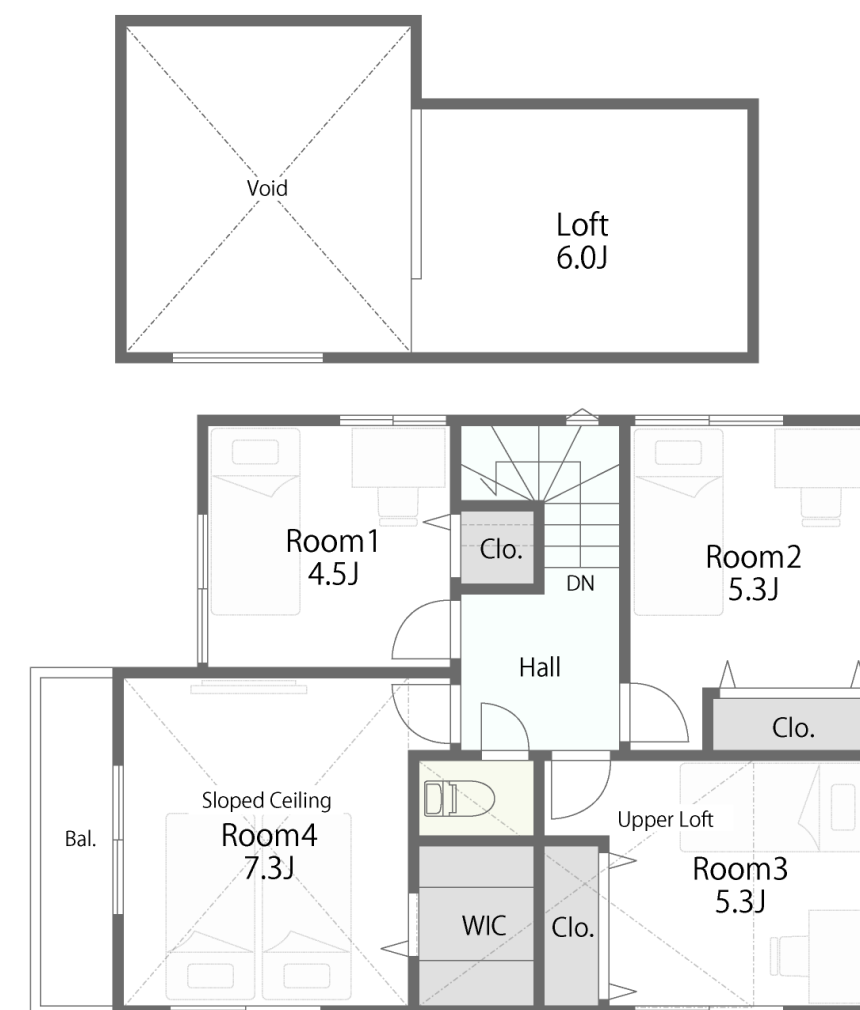 Void
Loft
6.0J
Room1
4.5J
Clo.
DN
Room2
5.3J
Hall
Clo.
Sloped Ceiling
Room4
7.3J
Bal.
Upper Loft
Room3
5.3J
WIC
Clo.